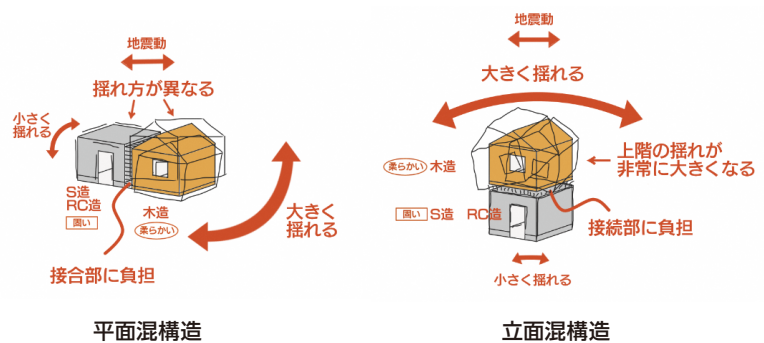 地震動
揺れ方が異なる
小さく
揺れる
S造
RC造
固い
木造
柔らかい
大きく
揺れる
接合部に負担
平面混構造
地震動
大きく揺れる
柔らかい 木造
上階の揺れが
非常に大きくなる
固い S造 RC造
接続部に負担
小さく揺れる
立面混構造